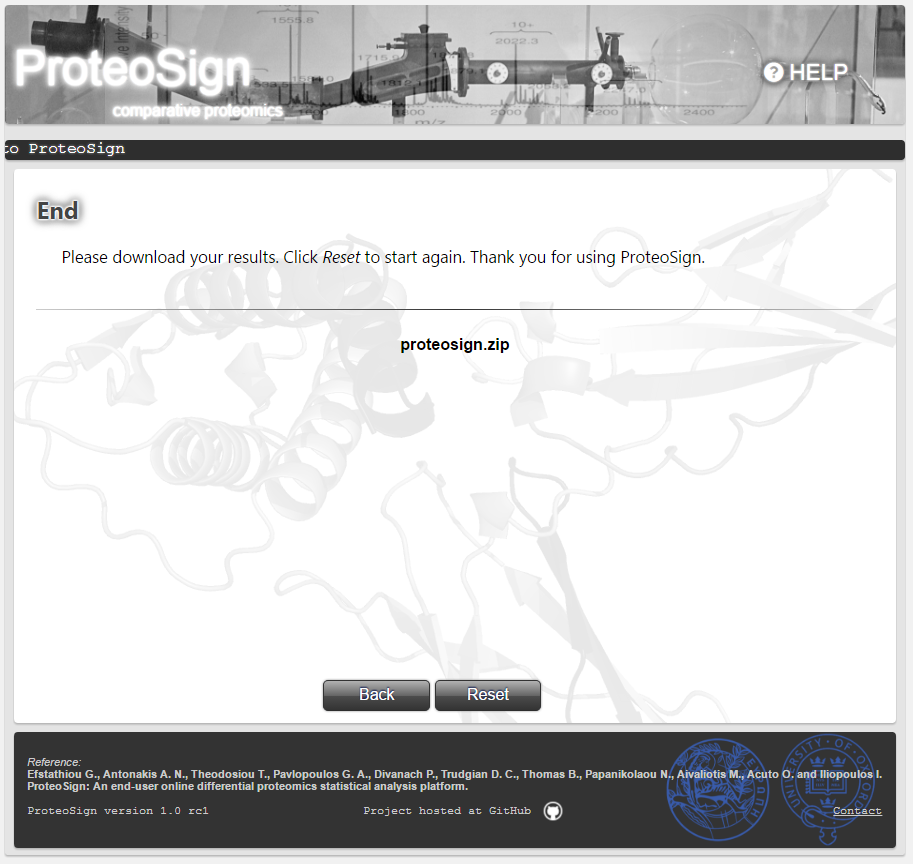 1555.8
10+
2022.3
ProteoSign
HELP
comparative proteomics
m/z
2000
2200
2400
to ProteoSign
End
Please download your results. Click Reset to start again. Thank you for using ProteoSign.
proteosign.zip
Back
Reset
Reference:
Efstathiou G., Antonakis A. N., Theodosiou T., Pavlopoulos G. A., Divanach P., Trudgian D. C., Thomas B., Papanikolaou N., Aivaliotis M., Acuto O. and Iliopoulos I.
ProteoSign: An end-user online differential proteomics statistical analysis platform.
ProteoSign version 1.0 rc1
Project hosted at GitHub
Contact